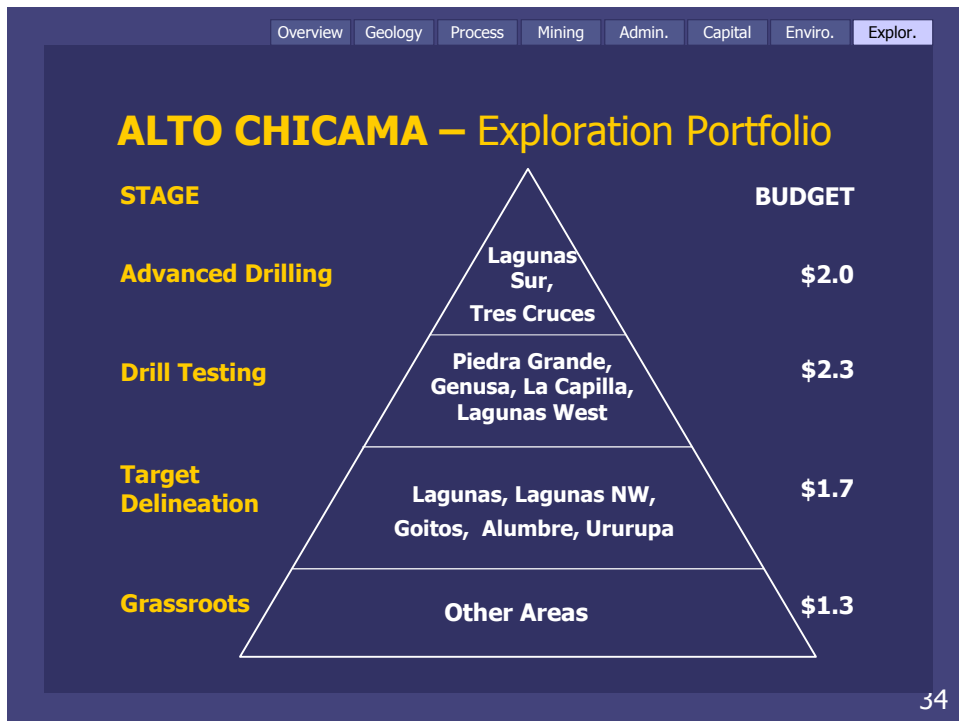 Overview Geology Process Mining Admin. Capital Enviro. Explor.
ALTO CHICAMA – Exploration Portfolio
STAGE
BUDGET
Advanced Drilling
Lagunas
Sur,
Tres Cruces
$2.0
Drill Testing
Piedra Grande,
Genusa, La Capilla,
Lagunas West
$2.3
Target
Delineation
Lagunas, Lagunas NW,
Goitos, Alumbre, Ururupa
$1.7
Grassroots
Other Areas
$1.3
34